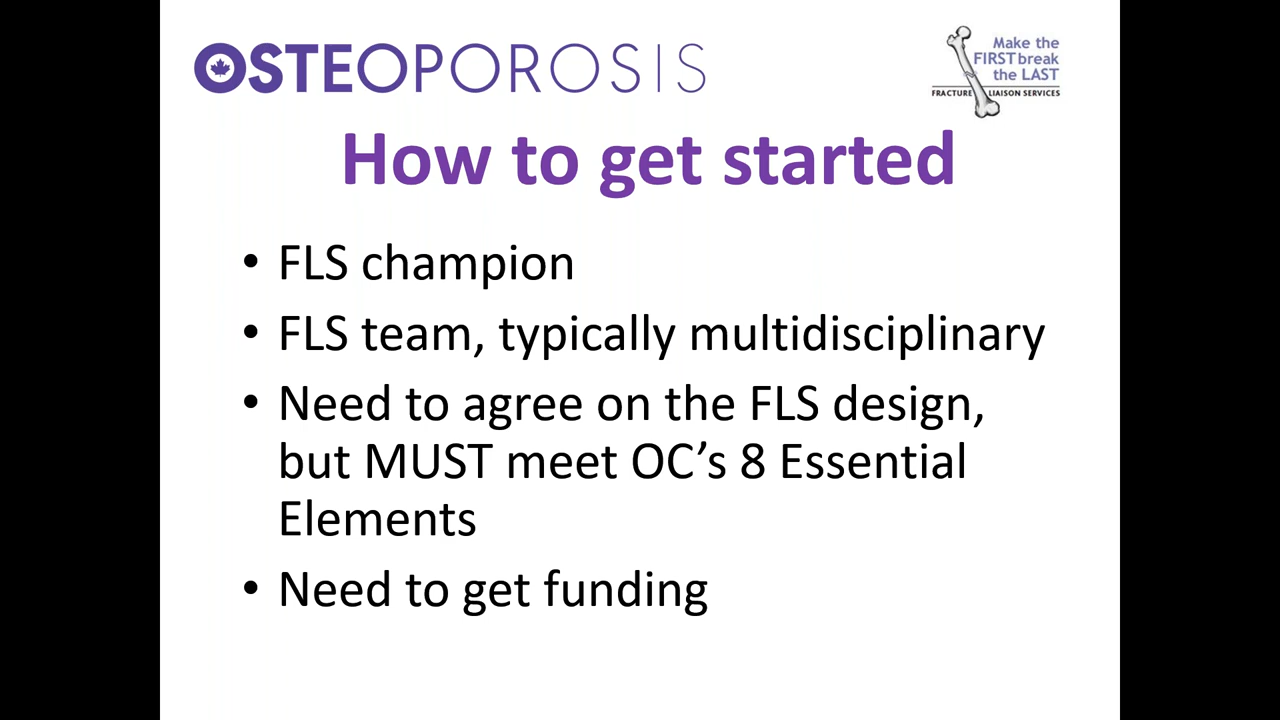 OSTEOPOROSIS
Make the
FIRST break
the LAST
FRACTURE LIAISON SERVICES
How to get started
• FLS champion
• FLS team, typically multidisciplinary
• Need to agree on the FLS design,
but MUST meet OC’s 8 Essential
Elements
• Need to get funding